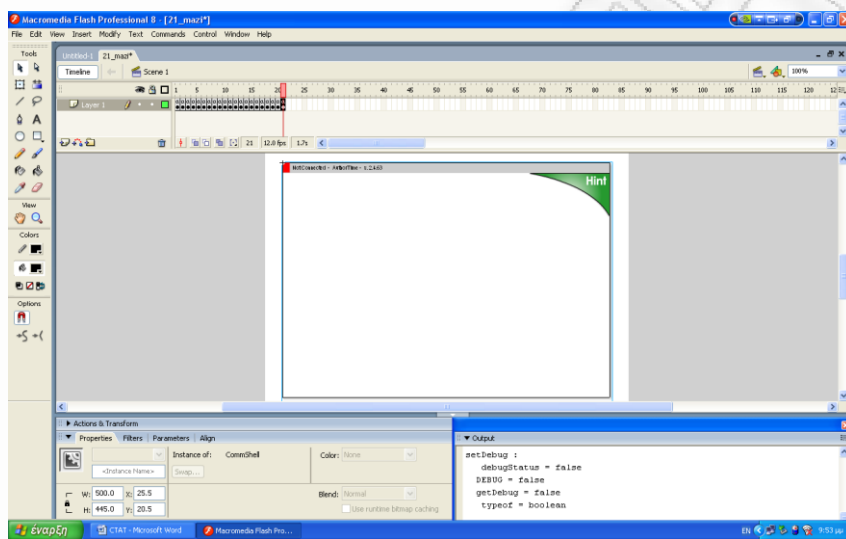 Macromedia Flash Professional 8 - [21_mazi*]
File Edit View Insert Modify Text Commands Control Window Help
Tools
Untitled-1 21_mazi*
Timeline Scene 1 100%
1 5 10 15 20 25 30 35 40 45 50 55 60 65 70 75 80 85 90 95 100 105 110 115 120
Layer 1
21 12.0 fps 1.7s
NotConnected - AuthorTime - v. 2.4.60
Hint
View
Colors
Options
Actions & Transform
Properties Filters Parameters Align
Instance of: CommShell Color: None
<Instance Name> Swap...
W: 500.0 X: 25.5 Blend: Normal
H: 445.0 Y: 20.5 Use runtime bitmap caching
Output
setDebug :
debugStatus = false
DEBUG = false
getDebug = false
typeof = boolean
έναρξη CTAT - Microsoft Word Macromedia Flash Pro... EN 9:53 μμ